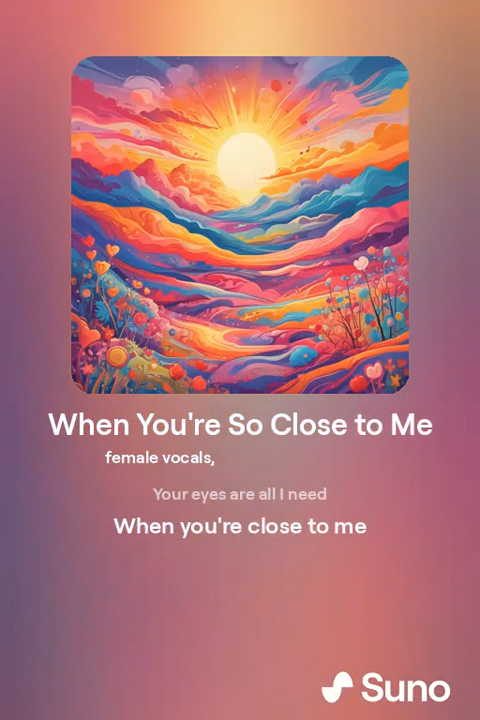 When You're So Close to Me
female vocals,
Your eyes are all I need
When you're close to me
Suno